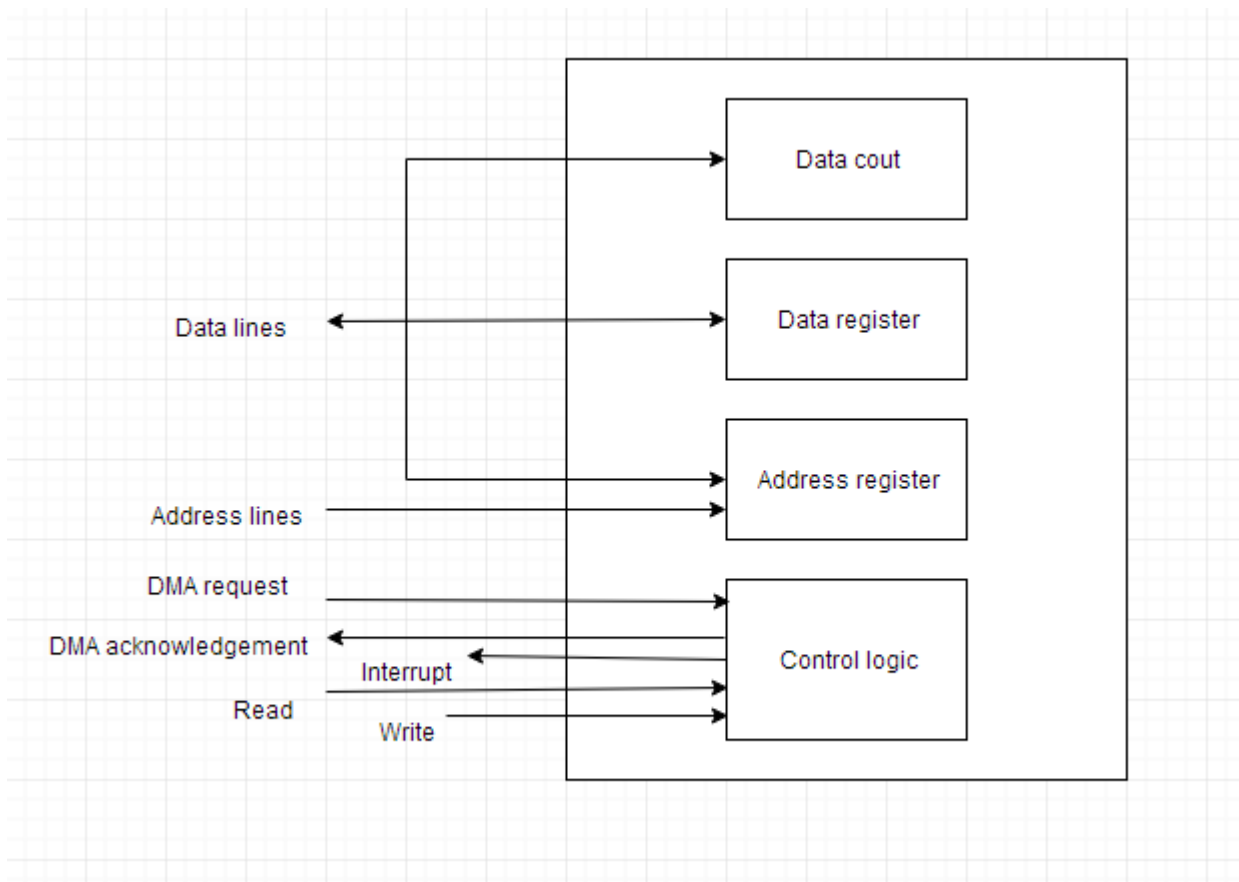 Data cout
Data lines
Data register
Address register
Address lines
DMA request
DMA acknowledgement
Interrupt
Control logic
Read
Write